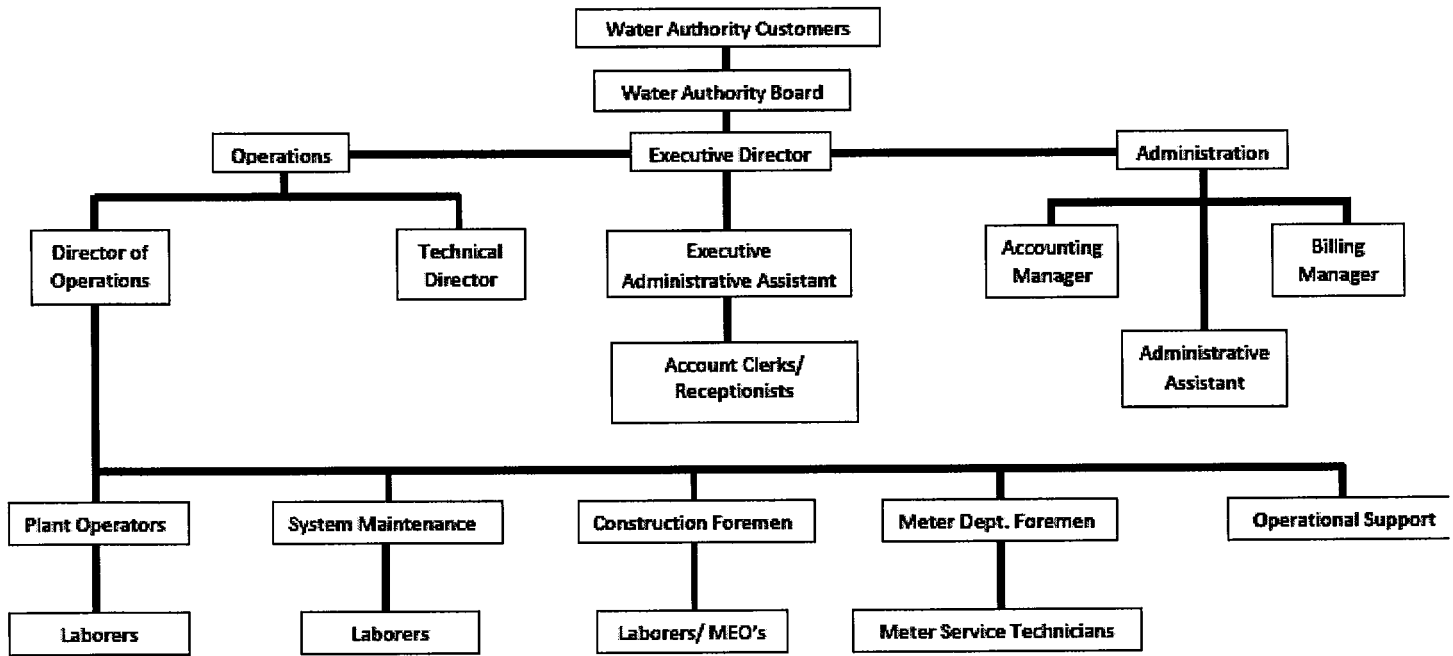 Water Authority Customers
Water Authority Board
Operations
Executive Director
Administration
Director of
Operations
Technical
Director
Executive
Administrative Assistant
Accounting
Manager
Billing
Manager
Account Clerks/
Receptionists
Administrative
Assistant
Plant Operators
System Maintenance
Construction Foremen
Meter Dept. Foremen
Operational Support
Laborers
Laborers
Laborers/ MEO's
Meter Service Technicians